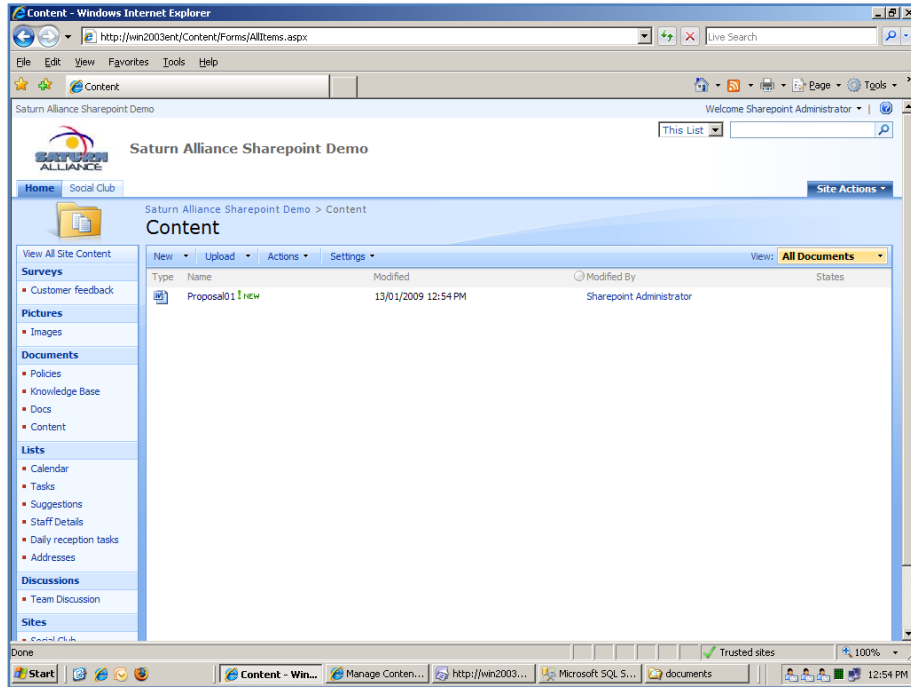 Content - Windows Internet Explorer
http://win2003ent/Content/Forms/AllItems.aspx
Live Search
File Edit View Favorites Tools Help
Content
Page Tools
Saturn Alliance Sharepoint Demo
Welcome Sharepoint Administrator
This List
SATURN
ALLIANCE
Saturn Alliance Sharepoint Demo
Home Social Club
Site Actions
Saturn Alliance Sharepoint Demo > Content
Content
View All Site Content
New Upload Actions Settings View: All Documents
Surveys
Type Name Modified Modified By States
Customer feedback
Proposal01 ! NEW 13/01/2009 12:54 PM Sharepoint Administrator
Pictures
Images
Documents
Policies
Knowledge Base
Docs
Content
Lists
Calendar
Tasks
Suggestions
Staff Details
Daily reception tasks
Addresses
Discussions
Team Discussion
Sites
Social Club
Done Trusted sites 100%
Start Content - Win... Manage Conten... http://win2003... Microsoft SQL S... documents 12:54 PM